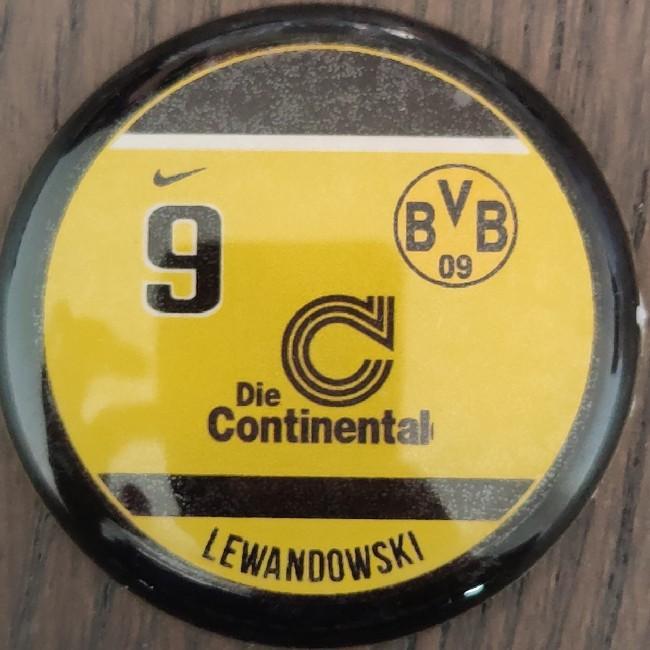 9
BVB
09
Die
Continental
LEWANDOWSKI